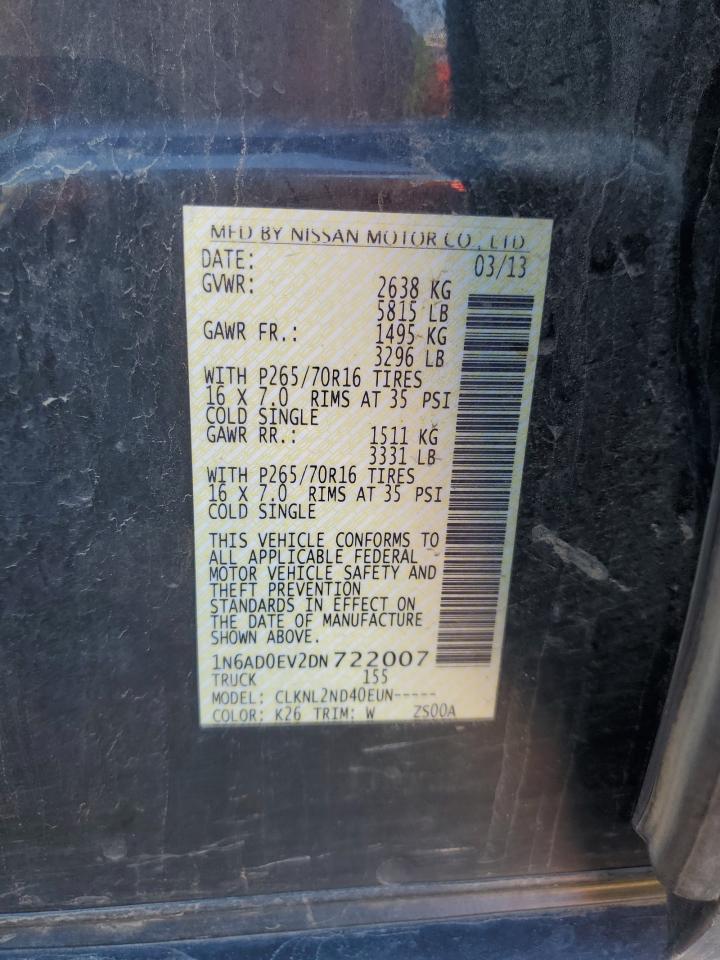 MFD BY NISSAN MOTOR CO., LTD
DATE: 03/13
GVWR: 2638 KG
5815 LB
GAWR FR.: 1495 KG
3296 LB
WITH P265/70R16 TIRES
16 X 7.0 RIMS AT 35 PSI
COLD SINGLE
GAWR RR.: 1511 KG
3331 LB
WITH P265/70R16 TIRES
16 X 7.0 RIMS AT 35 PSI
COLD SINGLE
THIS VEHICLE CONFORMS TO
ALL APPLICABLE FEDERAL
MOTOR VEHICLE SAFETY AND
THEFT PREVENTION
STANDARDS IN EFFECT ON
THE DATE OF MANUFACTURE
SHOWN ABOVE.
1N6AD0EV2DN722007
TRUCK 155
MODEL: CLKNL2ND40EUN-----
COLOR: K26 TRIM: W ZS00A